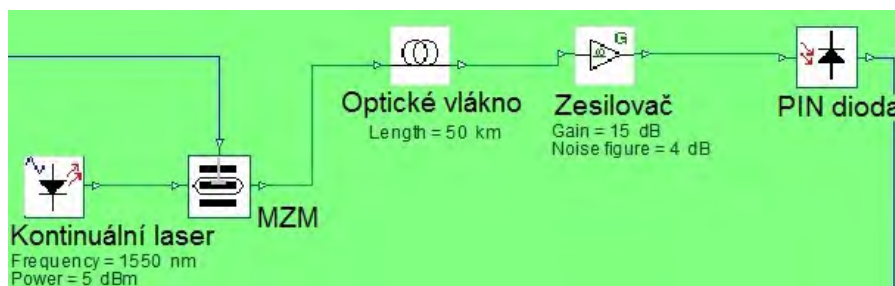 G
Optické vlákno
Length = 50 km
Zesilovač
Gain = 15 dB
Noise figure = 4 dB
PIN dioda
MZM
Kontinuální laser
Frequency = 1550 nm
Power = 5 dBm